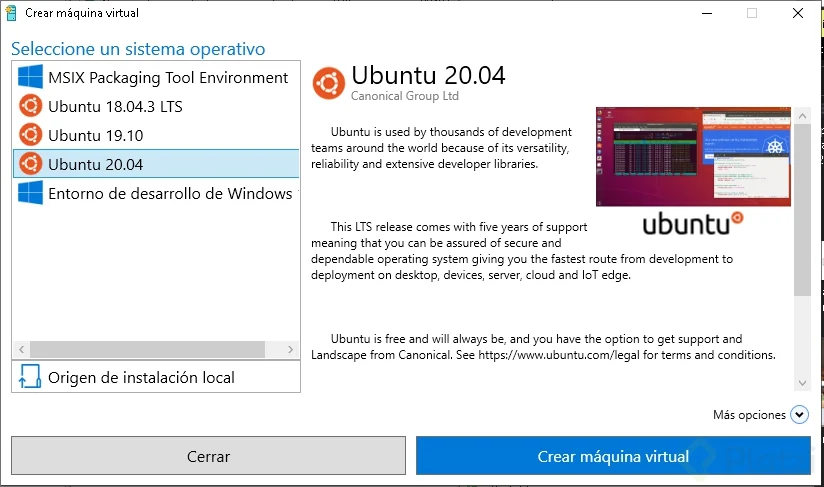 Crear máquina virtual
Seleccione un sistema operativo
MSIX Packaging Tool Environment
Ubuntu 18.04.3 LTS
Ubuntu 19.10
Ubuntu 20.04
Entorno de desarrollo de Windows
Origen de instalación local
Ubuntu 20.04
Canonical Group Ltd
Ubuntu is used by thousands of development
teams around the world because of its versatility,
reliability and extensive developer libraries.
ubuntu
This LTS release comes with five years of support
meaning that you can be assured of secure and
dependable operating system giving you the fastest route from development to
deployment on desktop, devices, server, cloud and IoT edge.
Ubuntu is free and will always be, and you have the option to get support and
Landscape from Canonical. See https://www.ubuntu.com/legal for terms and conditions.
Más opciones
Cerrar
Crear máquina virtual